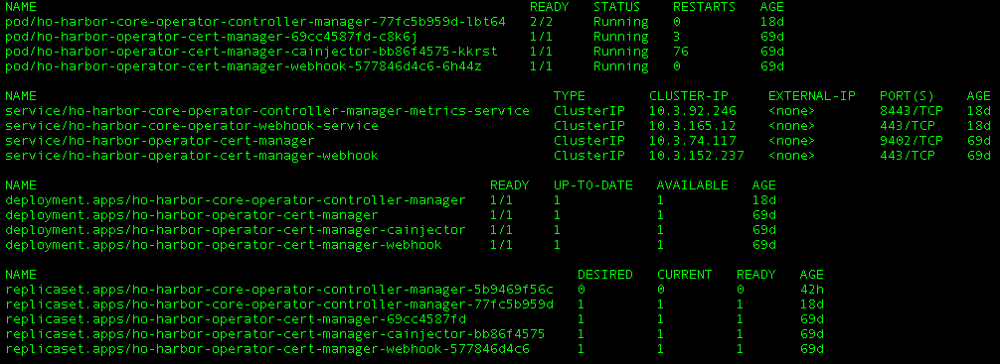 NAME READY STATUS RESTARTS AGE
pod/ho-harbor-core-operator-controller-manager-77fc5b959d-lbt64 2/2 Running 0 18d
pod/ho-harbor-operator-cert-manager-69cc4587fd-c8k6j 1/1 Running 3 69d
pod/ho-harbor-operator-cert-manager-cainjector-bb86f4575-kkrst 1/1 Running 76 69d
pod/ho-harbor-operator-cert-manager-webhook-577846d4c6-6h44z 1/1 Running 0 69d
NAME TYPE CLUSTER-IP EXTERNAL-IP PORT(S) AGE
service/ho-harbor-core-operator-controller-manager-metrics-service ClusterIP 10.3.92.246 <none> 8443/TCP 18d
service/ho-harbor-core-operator-webhook-service ClusterIP 10.3.165.12 <none> 443/TCP 18d
service/ho-harbor-operator-cert-manager ClusterIP 10.3.74.117 <none> 9402/TCP 69d
service/ho-harbor-operator-cert-manager-webhook ClusterIP 10.3.152.237 <none> 443/TCP 69d
NAME READY UP-TO-DATE AVAILABLE AGE
deployment.apps/ho-harbor-core-operator-controller-manager 1/1 1 1 18d
deployment.apps/ho-harbor-operator-cert-manager 1/1 1 1 69d
deployment.apps/ho-harbor-operator-cert-manager-cainjector 1/1 1 1 69d
deployment.apps/ho-harbor-operator-cert-manager-webhook 1/1 1 1 69d
NAME DESIRED CURRENT READY AGE
replicaset.apps/ho-harbor-core-operator-controller-manager-5b9469f56c 0 0 0 42h
replicaset.apps/ho-harbor-core-operator-controller-manager-77fc5b959d 1 1 1 18d
replicaset.apps/ho-harbor-operator-cert-manager-69cc4587fd 1 1 1 69d
replicaset.apps/ho-harbor-operator-cert-manager-cainjector-bb86f4575 1 1 1 69d
replicaset.apps/ho-harbor-operator-cert-manager-webhook-577846d4c6 1 1 1 69d